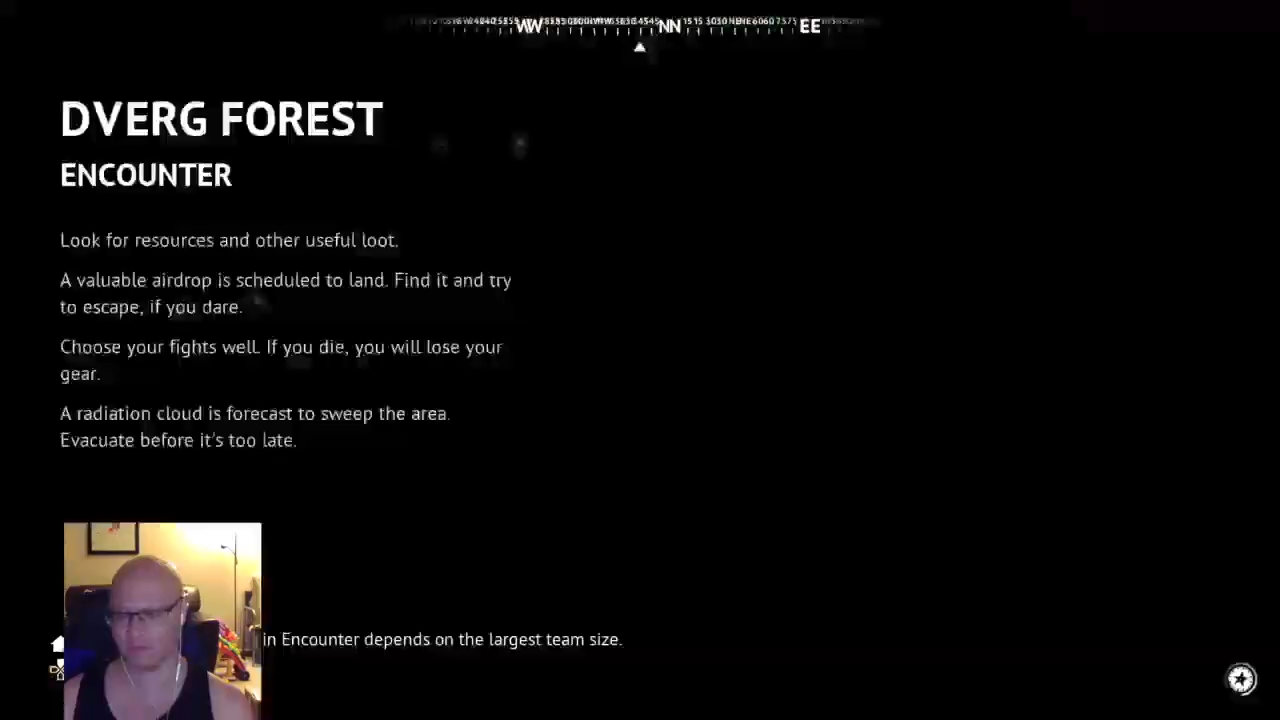 W N E
DVERG FOREST
ENCOUNTER
Look for resources and other useful loot.
A valuable airdrop is scheduled to land. Find it and try
to escape, if you dare.
Choose your fights well. If you die, you will lose your
gear.
A radiation cloud is forecast to sweep the area.
Evacuate before it's too late.
in Encounter depends on the largest team size.